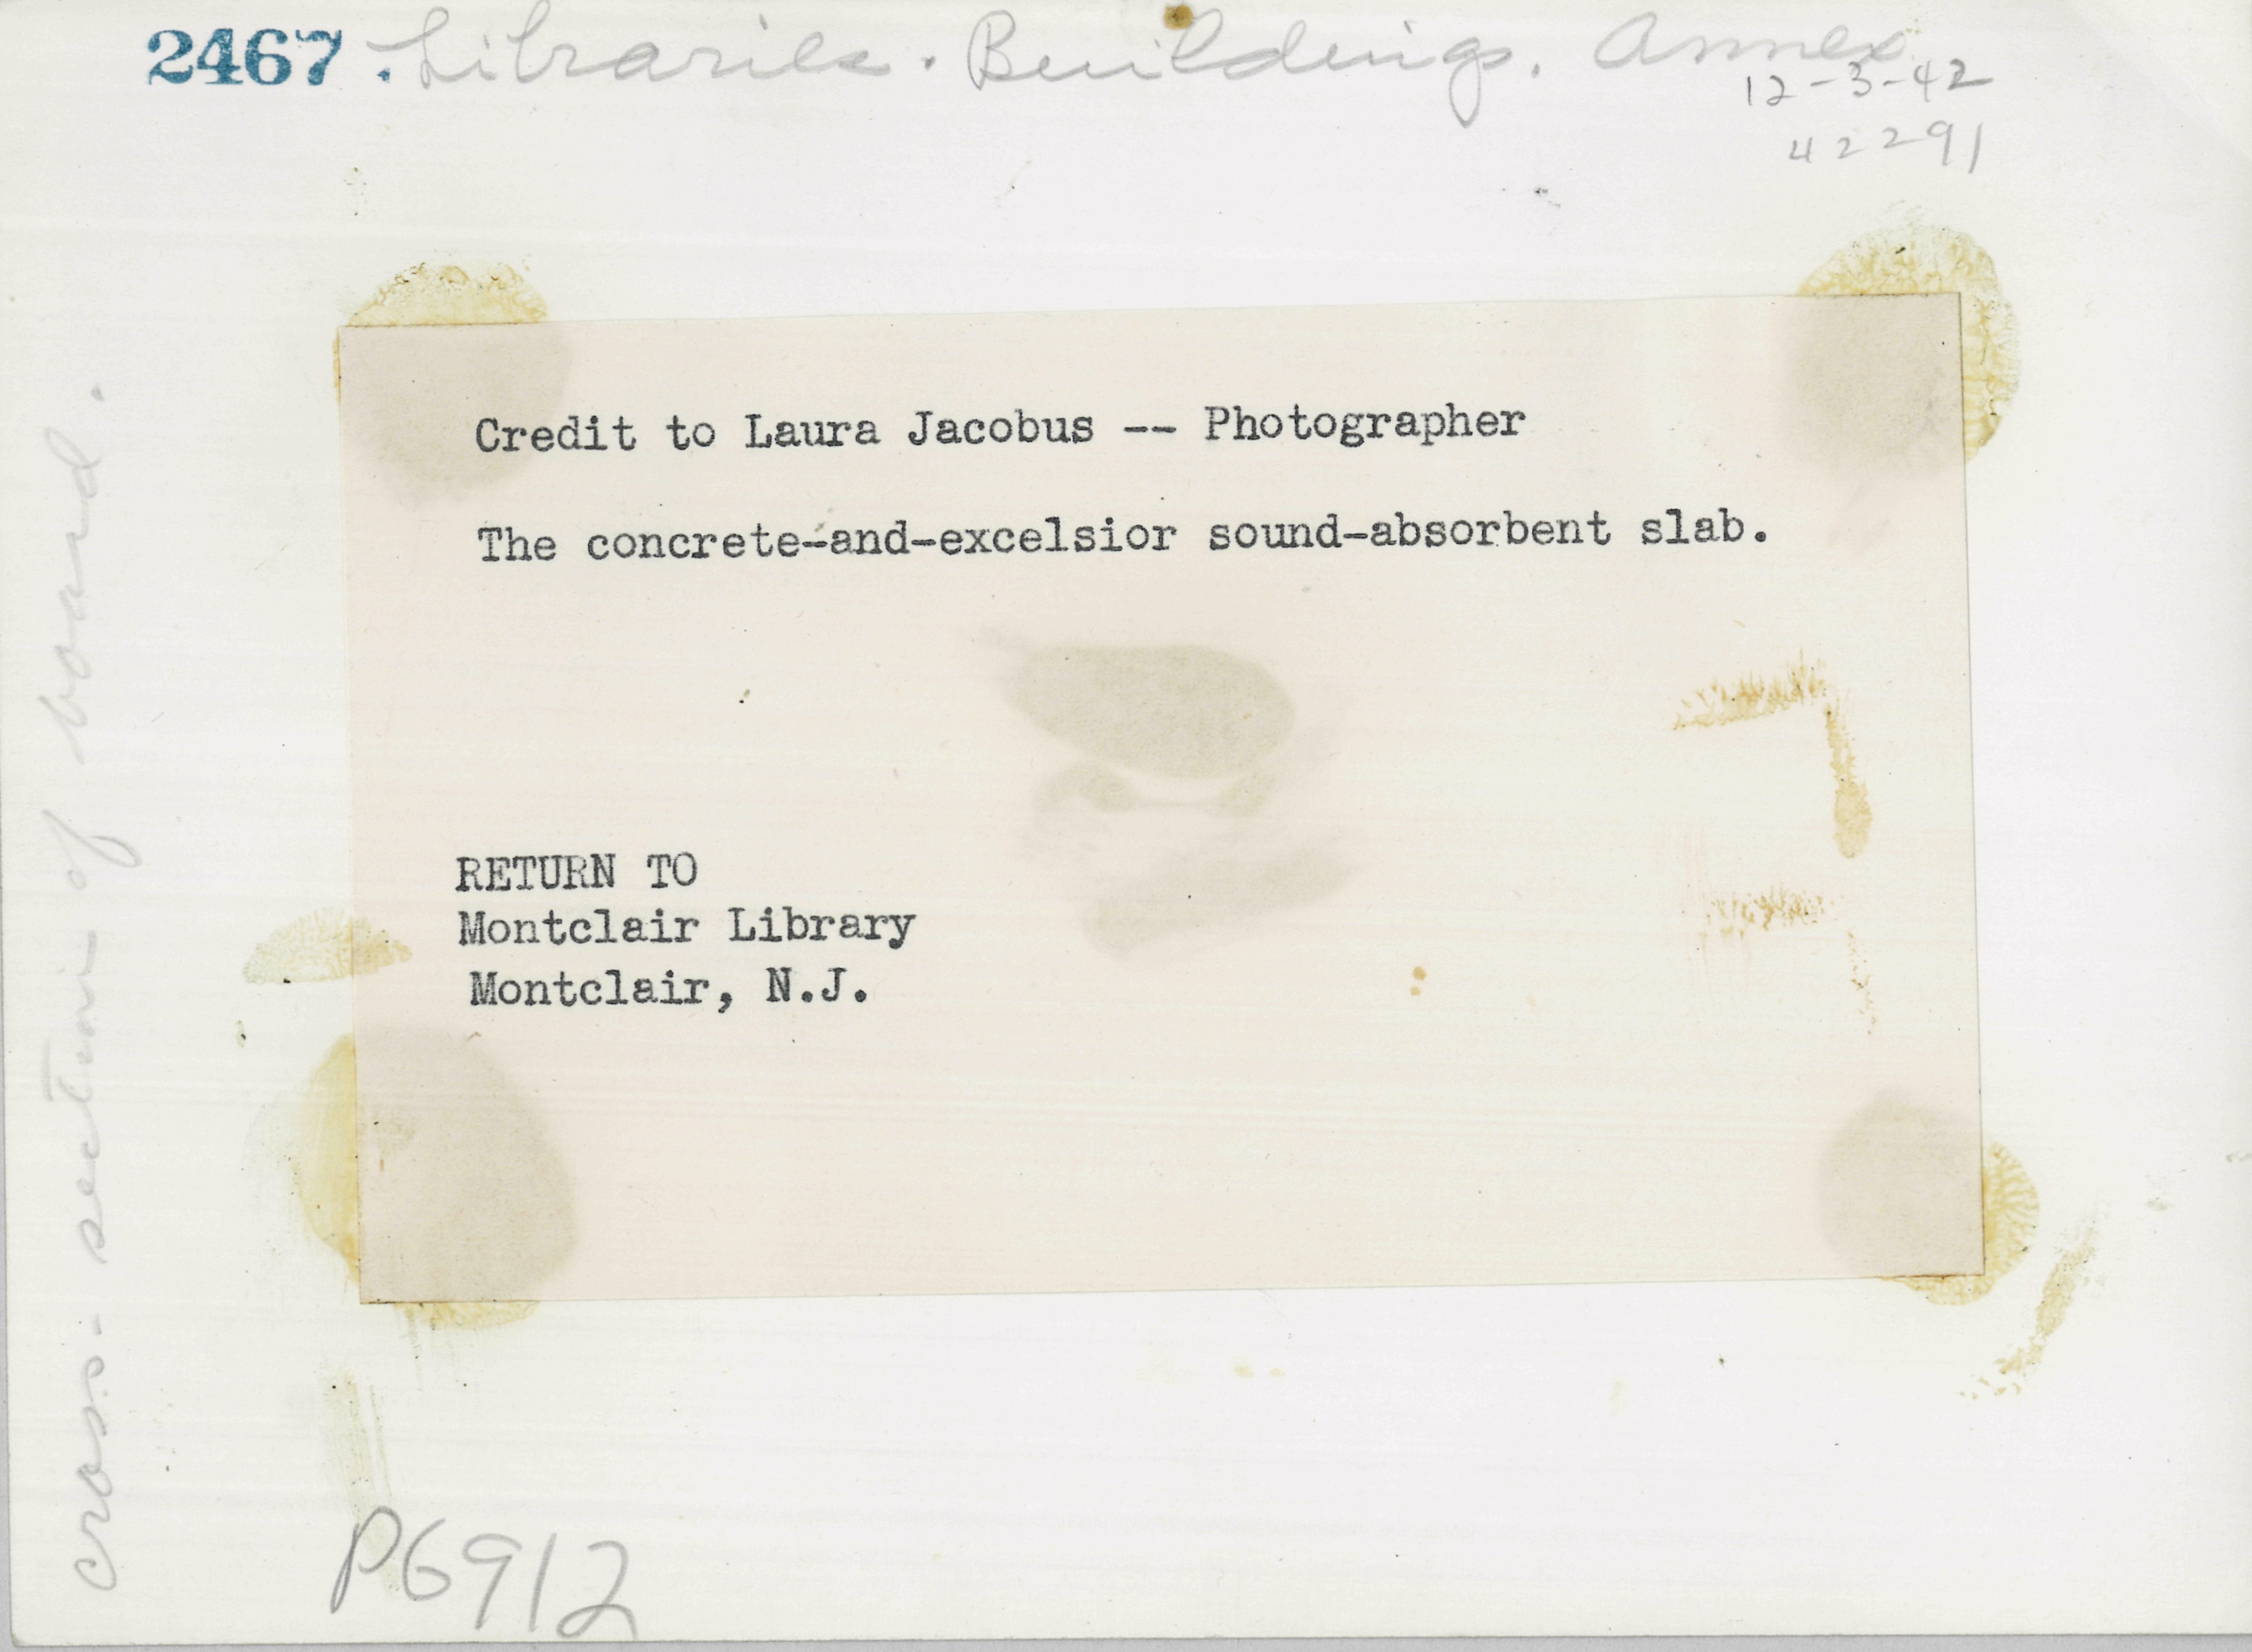 2467. Libraries. Buildings. Annex
12-3-42
42291
Credit to Laura Jacobus -- Photographer
The concrete-and-excelsior sound-absorbent slab.
RETURN TO
Montclair Library
Montclair, N.J.
cross-section of board.
P6912